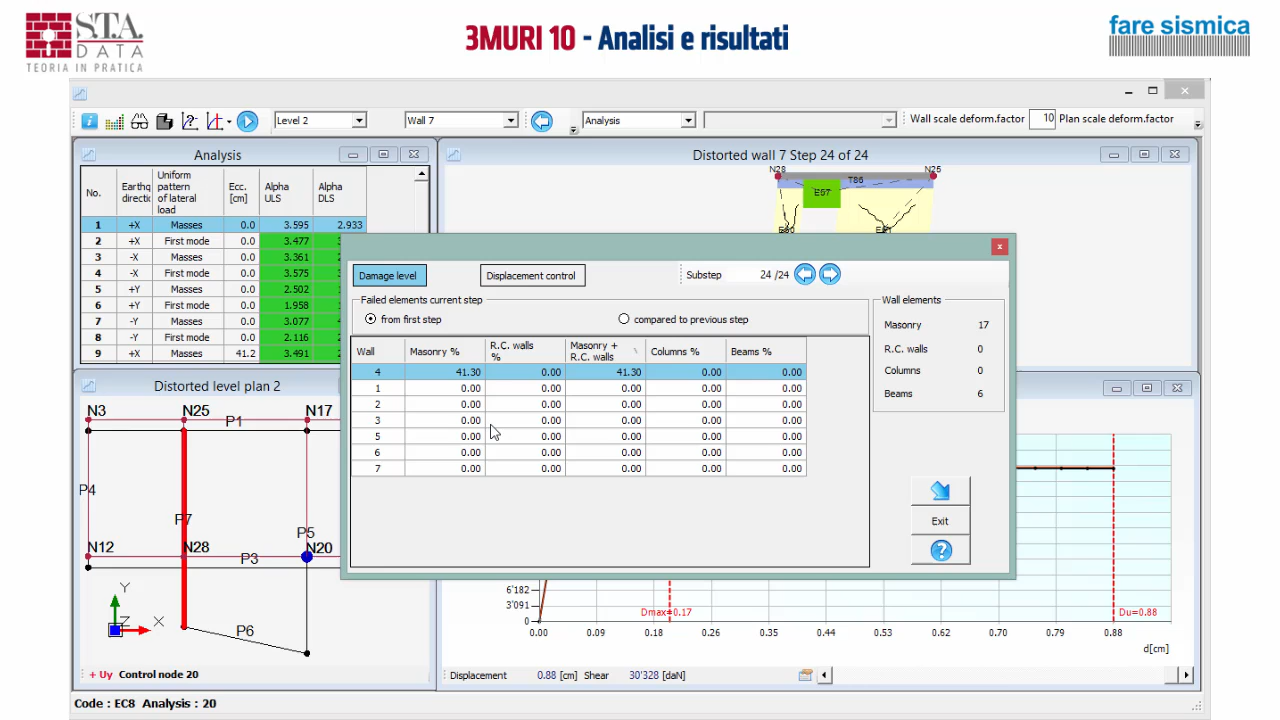 S.T.A.
DATA
TEORIA IN PRATICA
3MURI 10 - Analisi e risultati
fare sismica
Level 2
Wall 7
Analysis
Wall scale deform.factor 10 Plan scale deform.factor
Analysis
No. Earthq directic Uniform pattern of lateral load Ecc. [cm] Alpha ULS Alpha DLS
1 +X Masses 0.0 3.595 2.933
2 +X First mode 0.0 3.477
3 -X Masses 0.0 3.361
4 -X First mode 0.0 3.575
5 +Y Masses 0.0 2.502
6 +Y First mode 0.0 1.958
7 -Y Masses 0.0 3.077
8 -Y First mode 0.0 2.116
9 +X Masses 41.2 3.491
Distorted wall 7 Step 24 of 24
N28 T86 N25
E67
Damage level
Displacement control
Substep 24 /24
Failed elements current step
from first step
compared to previous step
Wall Masonry % R.C. walls % Masonry + R.C. walls Columns % Beams %
4 41.30 0.00 41.30 0.00 0.00
1 0.00 0.00 0.00 0.00 0.00
2 0.00 0.00 0.00 0.00 0.00
3 0.00 0.00 0.00 0.00 0.00
5 0.00 0.00 0.00 0.00 0.00
6 0.00 0.00 0.00 0.00 0.00
7 0.00 0.00 0.00 0.00 0.00
Wall elements
Masonry 17
R.C. walls 0
Columns 0
Beams 6
Exit
Distorted level plan 2
N3 N25 N17
P1
P4
P7
P5
N12 N28 N20
P3
Y
Z X
P6
+ Uy Control node 20
6'182
3'091
0
Dmax=0.17
Du=0.88
0.00 0.09 0.18 0.26 0.35 0.44 0.53 0.62 0.70 0.79 0.88
d[cm]
Displacement 0.88 [cm] Shear 30'328 [daN]
Code : EC8 Analysis : 20